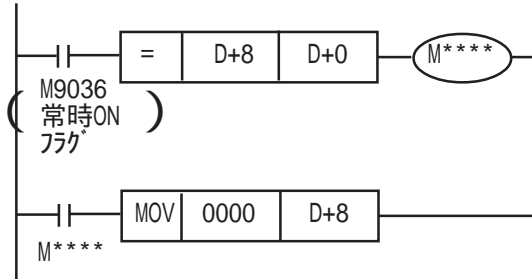 = D+8 D+0 M****
M9036
( 常時ON )
ﾌﾗｸﾞ
MOV 0000 D+8
M****